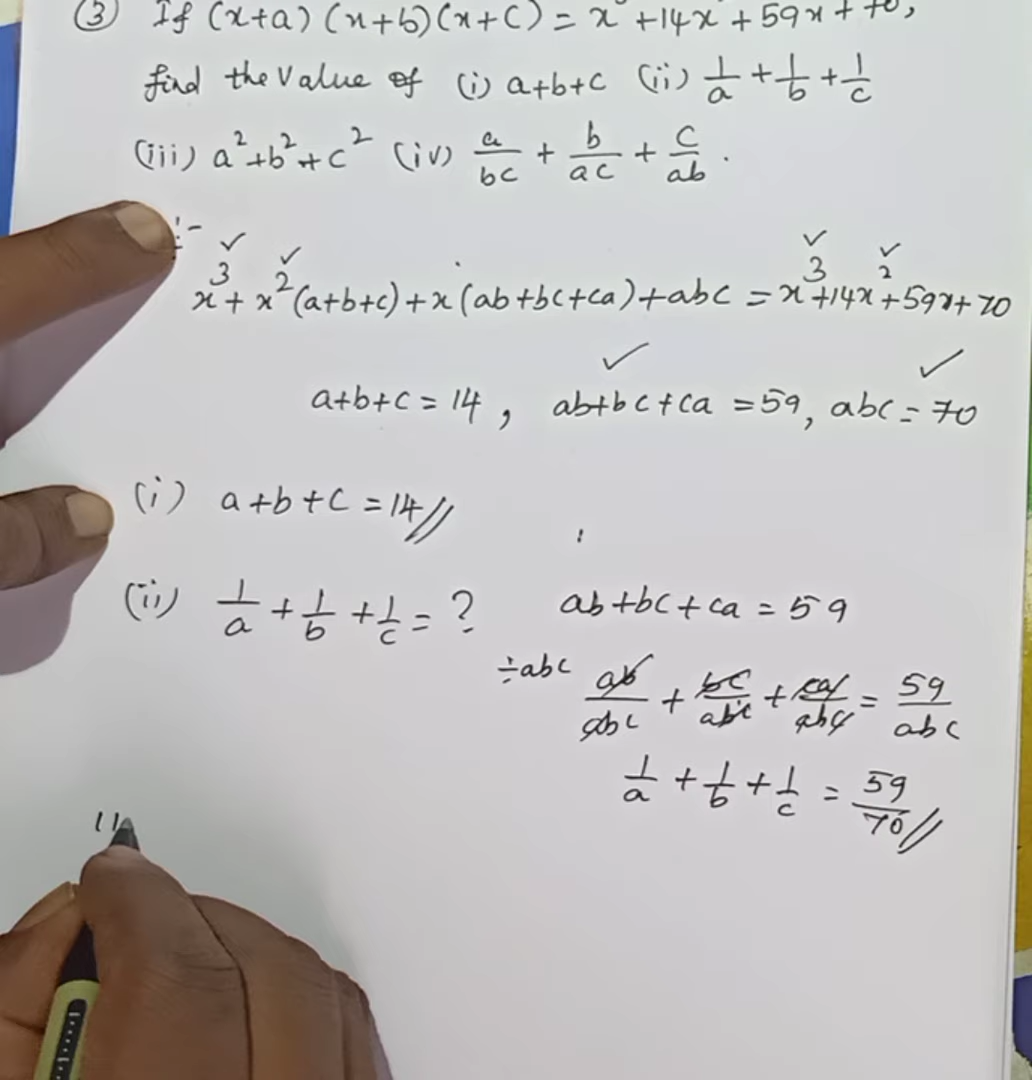 ③ If (x+a)(x+b)(x+c) = x³+14x²+59x+70,
find the value of (i) a+b+c (ii) 1/a + 1/b + 1/c
(iii) a²+b²+c² (iv) a/bc + b/ac + c/ab .
:-
x³+x²(a+b+c)+x(ab+bc+ca)+abc = x³+14x²+59x+70
a+b+c = 14, ab+bc+ca = 59, abc = 70
(i) a+b+c = 14//
(ii) 1/a + 1/b + 1/c = ? ab+bc+ca = 59
÷abc ab/abc + bc/abc + ca/abc = 59/abc
1/a + 1/b + 1/c = 59/70//